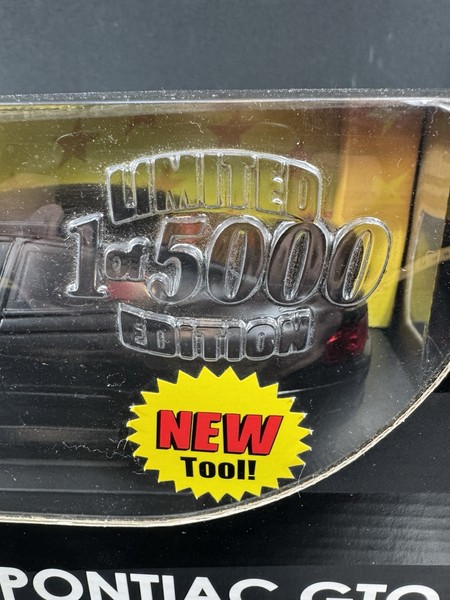 LIMITED
1 of 5000
EDITION
NEW
Tool!
PONTIAC GTO